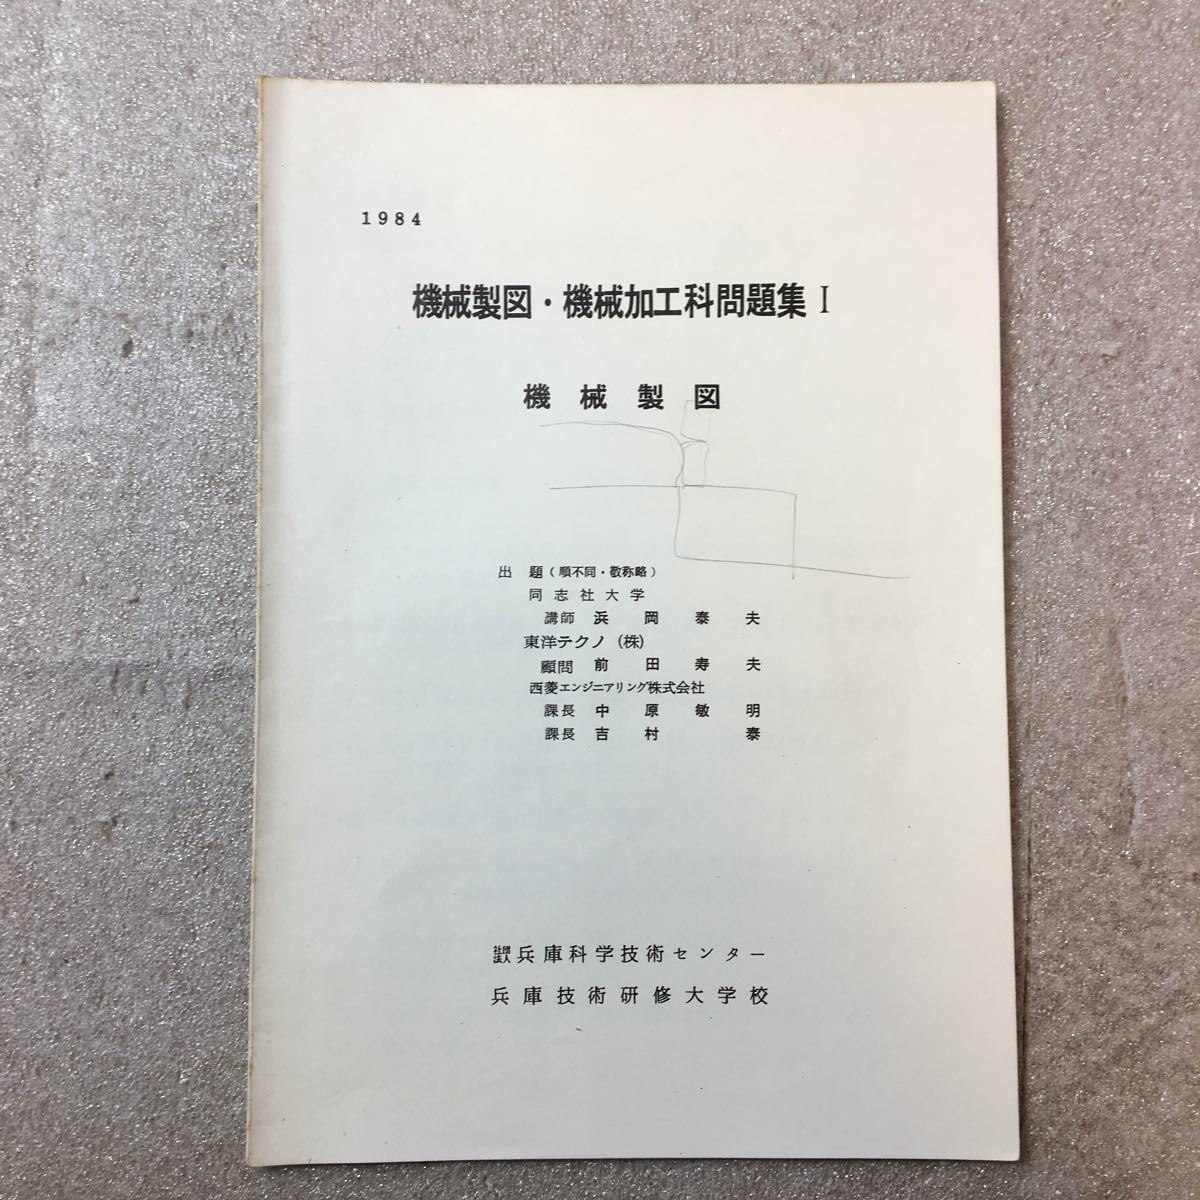 1984
機械製図・機械加工科問題集 I
機械製図
出題(順不同・敬称略)
同志社大学
講師 浜岡泰夫
東洋テクノ(株)
顧問 前田寿夫
西菱エンジニアリング株式会社
課長 中原敏明
課長 吉村泰
社団法人兵庫科学技術センター
兵庫技術研修大学校